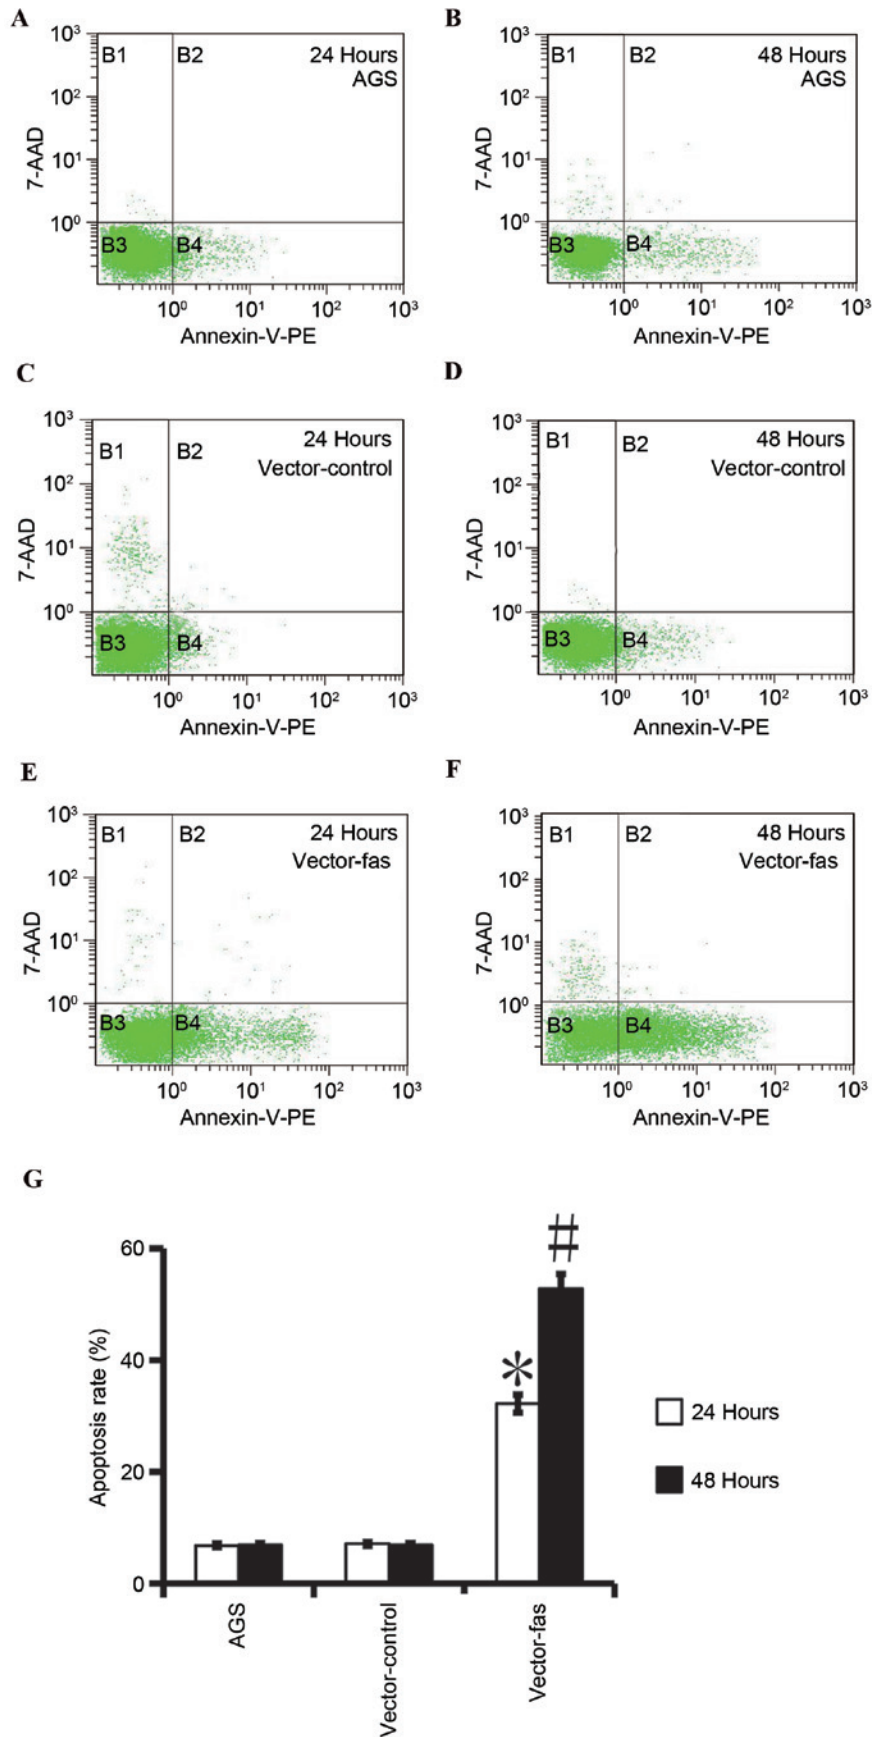 A
B1
B2
24 Hours
AGS
10³
10²
10¹
10⁰
7-AAD
B3
B4
10⁰ 10¹ 10² 10³
Annexin-V-PE
B
B1
B2
48 Hours
AGS
10³
10²
10¹
10⁰
7-AAD
B3
B4
10⁰ 10¹ 10² 10³
Annexin-V-PE
C
B1
B2
24 Hours
Vector-control
10³
10²
10¹
10⁰
7-AAD
B3
B4
10⁰ 10¹ 10² 10³
Annexin-V-PE
D
B1
B2
48 Hours
Vector-control
10³
10²
10¹
10⁰
7-AAD
B3
B4
10⁰ 10¹ 10² 10³
Annexin-V-PE
E
B1
B2
24 Hours
Vector-fas
10³
10²
10¹
10⁰
7-AAD
B3
B4
10⁰ 10¹ 10² 10³
Annexin-V-PE
F
B1
B2
48 Hours
Vector-fas
10³
10²
10¹
10⁰
7-AAD
B3
B4
10⁰ 10¹ 10² 10³
Annexin-V-PE
G
Apoptosis rate (%)
60
40
20
0
*
#
AGS
Vector-control
Vector-fas
24 Hours
48 Hours